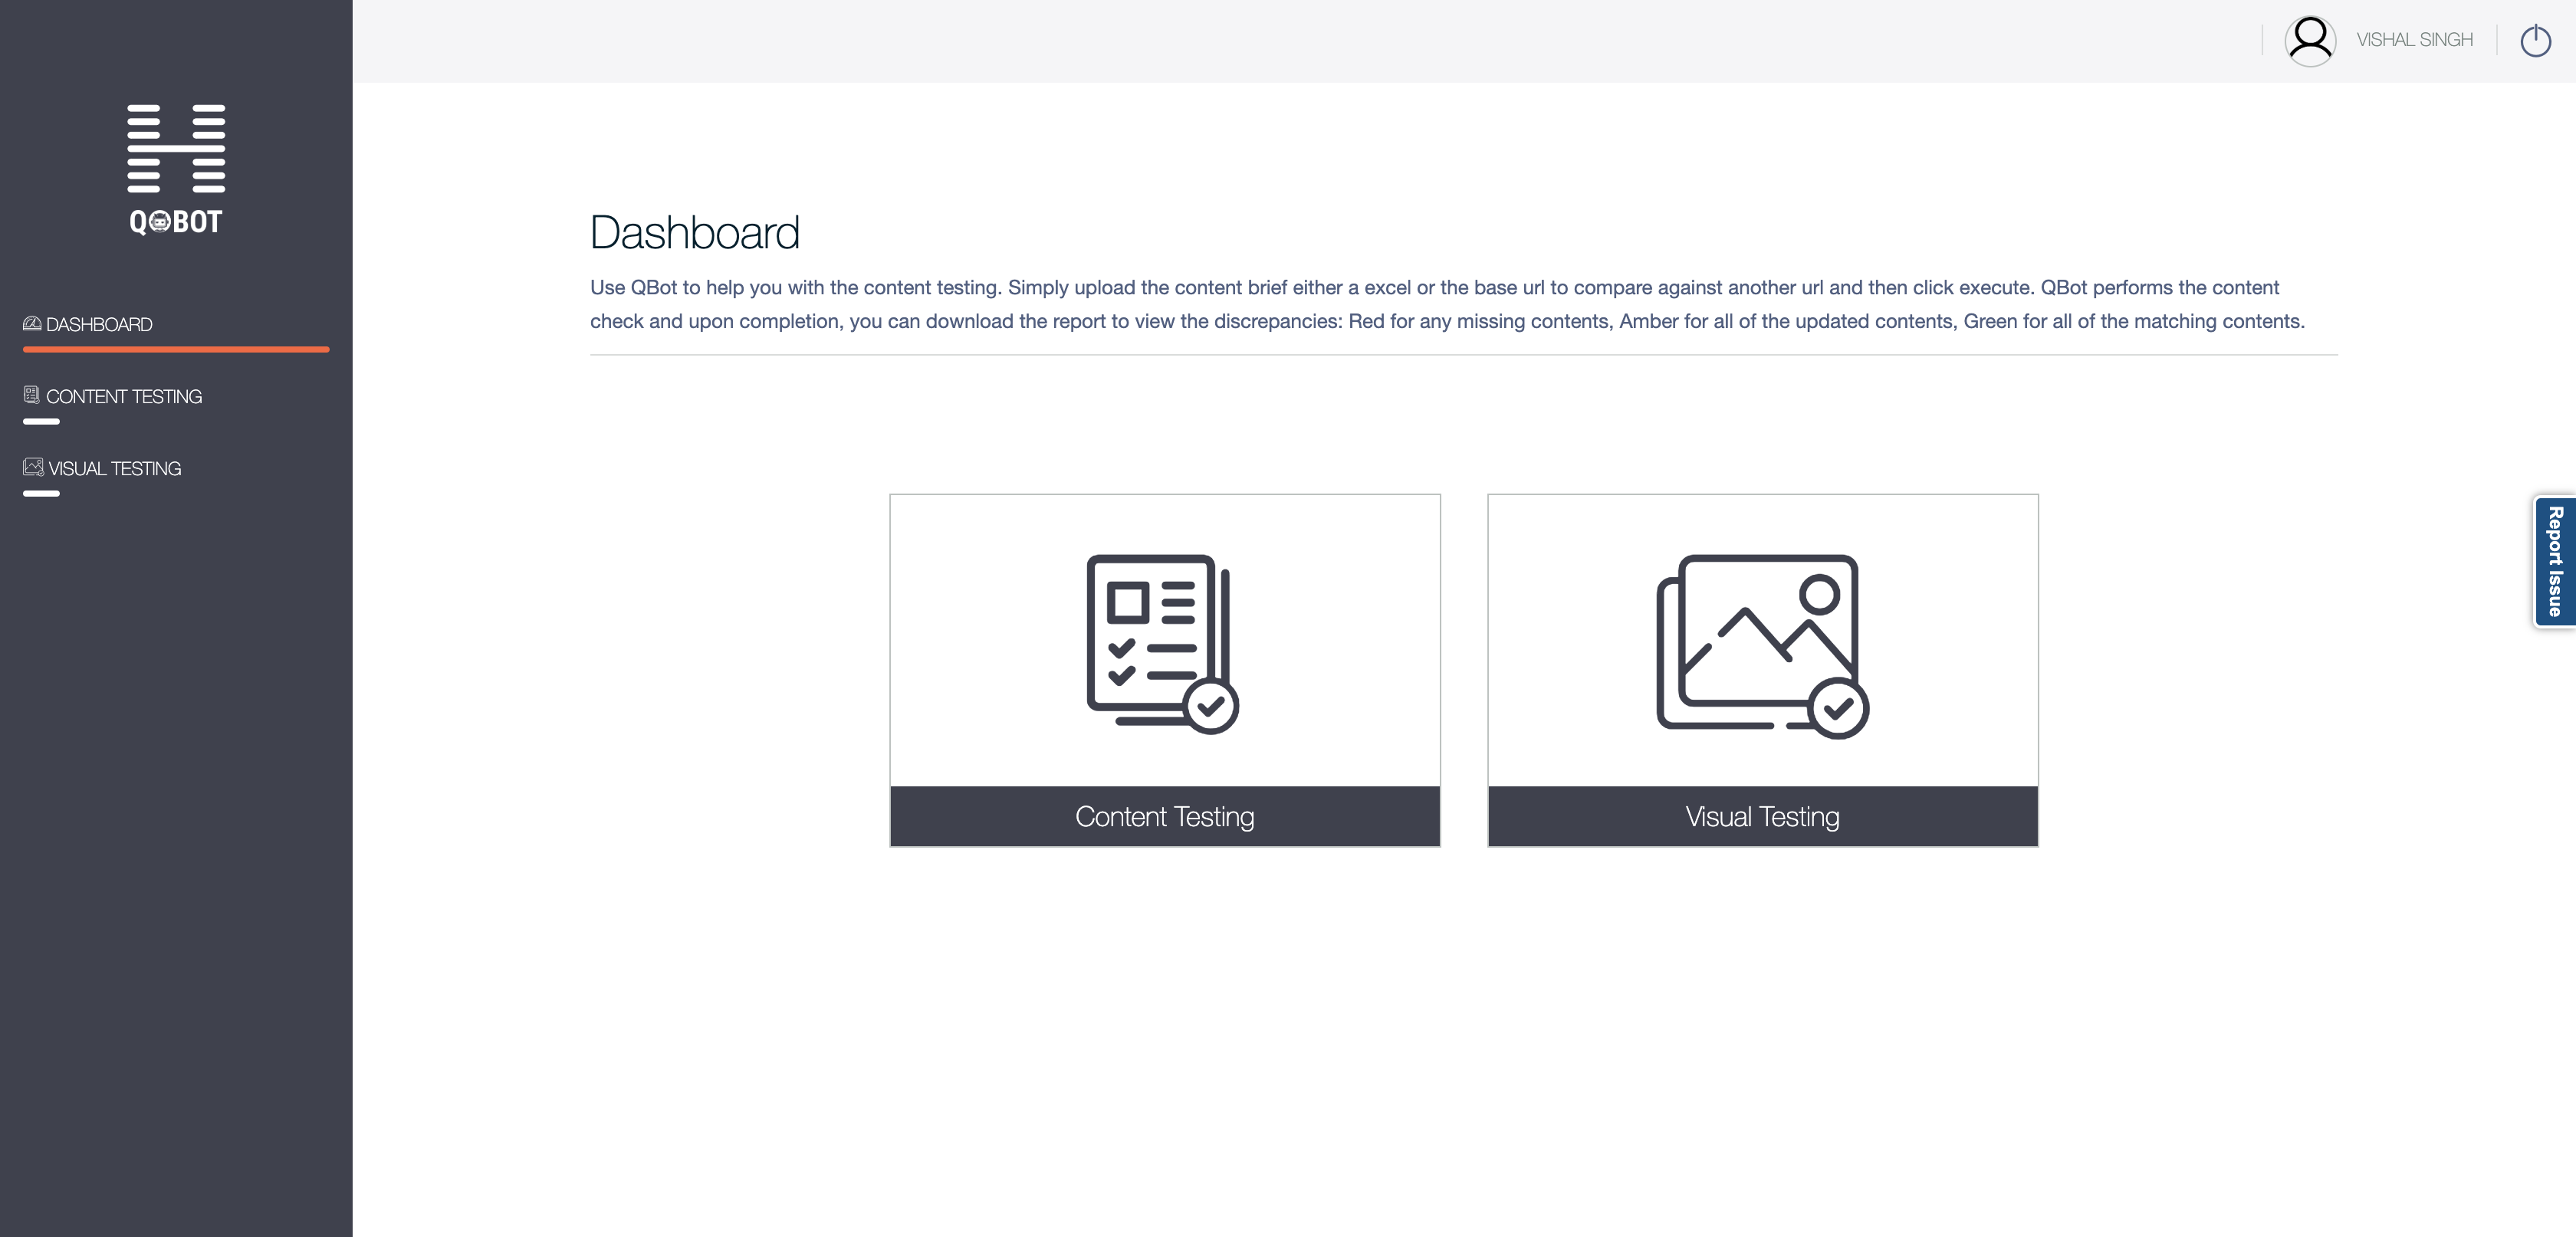 VISHAL SINGH
QBOT
DASHBOARD
CONTENT TESTING
VISUAL TESTING
Dashboard
Use QBot to help you with the content testing. Simply upload the content brief either a excel or the base url to compare against another url and then click execute. QBot performs the content
check and upon completion, you can download the report to view the discrepancies: Red for any missing contents, Amber for all of the updated contents, Green for all of the matching contents.
Content Testing
Visual Testing
Report Issue